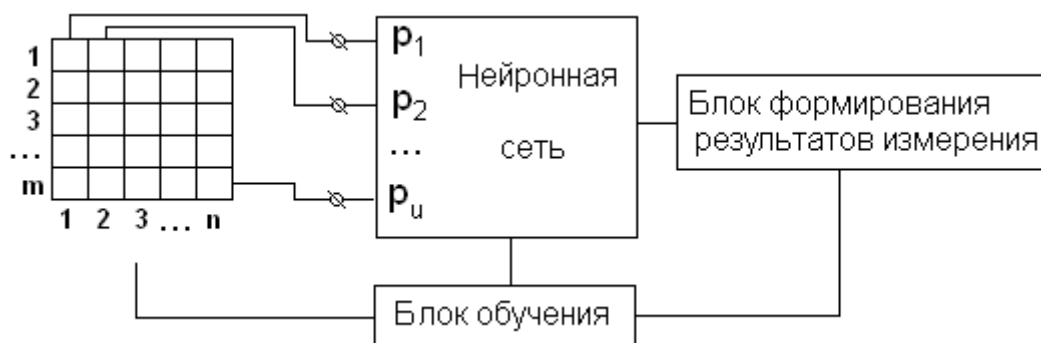 1
2
3
...
m
1 2 3 ... n
p1
p2
...
pu
Нейронная
сеть
Блок формирования
результатов измерения
Блок обучения